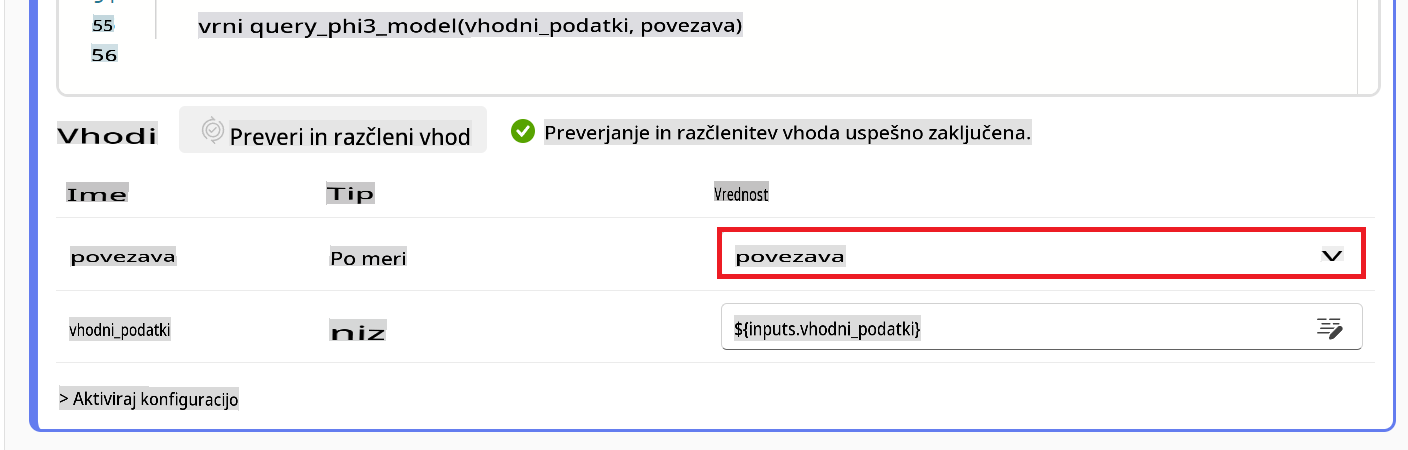 55 vrni query_phi3_model(vhodni_podatki, povezava)
56
Vhodi Preveri in razčleni vhod Preverjanje in razčlenitev vhoda uspešno zaključena.
Ime Tip Vrednost
povezava Po meri povezava
vhodni_podatki niz ${inputs.vhodni_podatki}
> Aktiviraj konfiguracijo